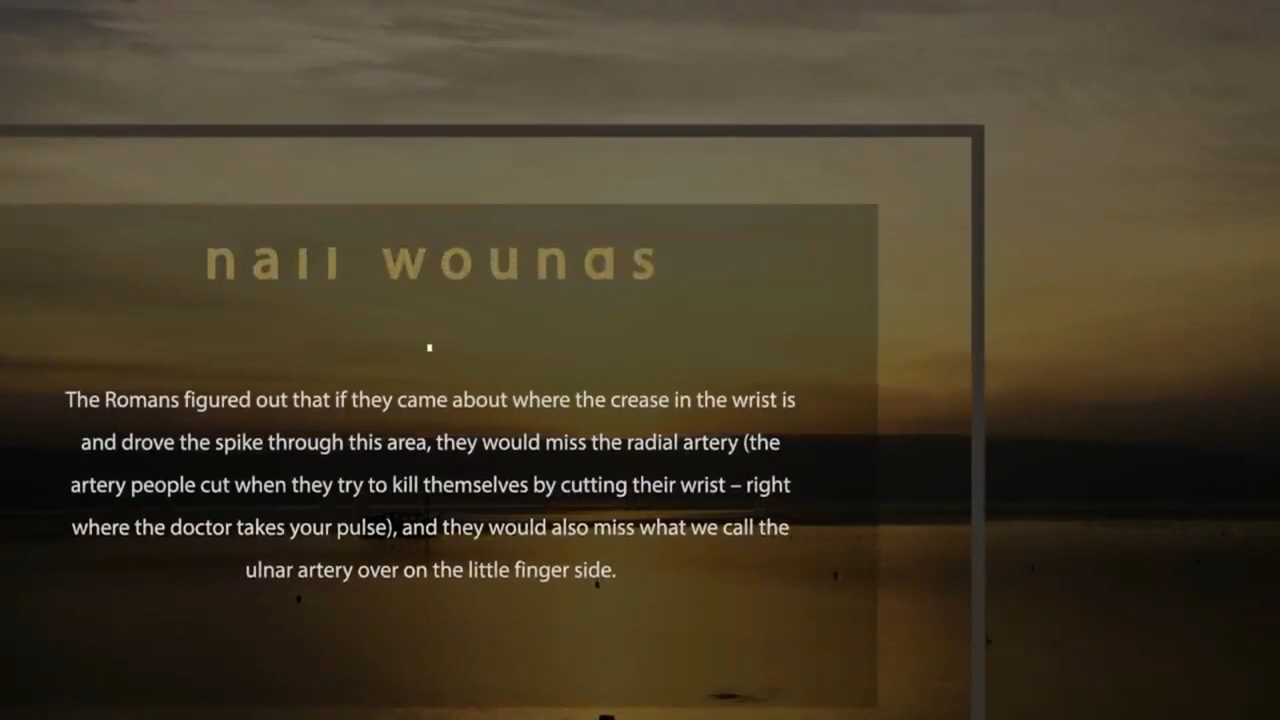 nail wounds
The Romans figured out that if they came about where the crease in the wrist is
and drove the spike through this area, they would miss the radial artery (the
artery people cut when they try to kill themselves by cutting their wrist – right
where the doctor takes your pulse), and they would also miss what we call the
ulnar artery over on the little finger side.